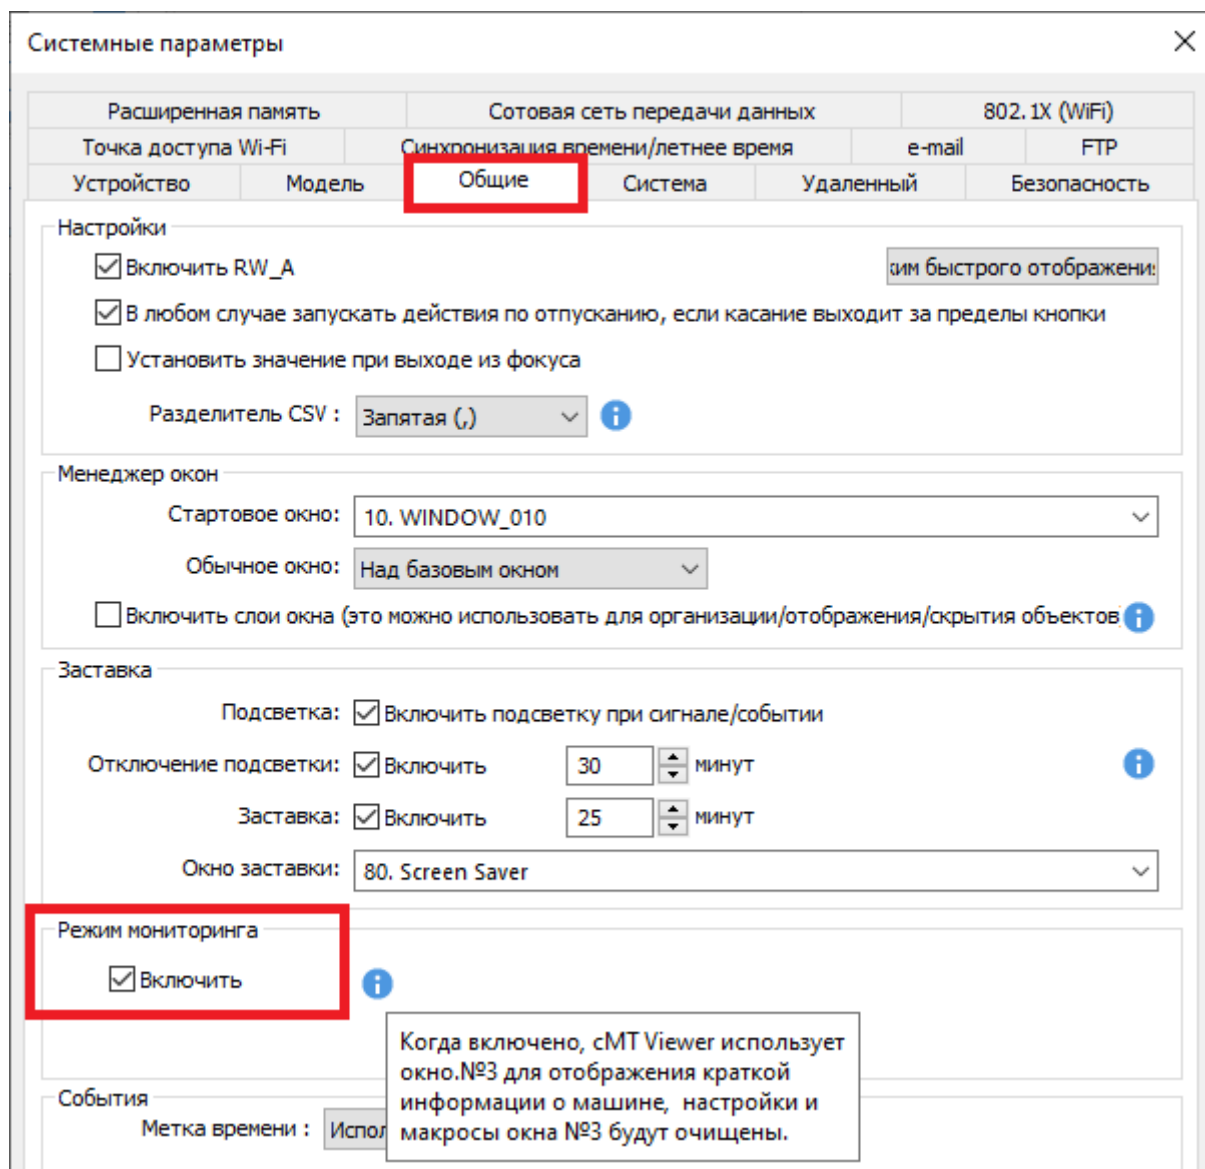 Системные параметры
Расширенная память Сотовая сеть передачи данных 802.1X (WiFi)
Точка доступа Wi-Fi Синхронизация времени/летнее время e-mail FTP
Устройство Модель Общие Система Удаленный Безопасность
Настройки
Включить RW_A
ким быстрого отображени
В любом случае запускать действия по отпусканию, если касание выходит за пределы кнопки
Установить значение при выходе из фокуса
Разделитель CSV : Запятая (,)
Менеджер окон
Стартовое окно: 10. WINDOW_010
Обычное окно: Над базовым окном
Включить слои окна (это можно использовать для организации/отображения/скрытия объектов
Заставка
Подсветка: Включить подсветку при сигнале/событии
Отключение подсветки: Включить 30 минут
Заставка: Включить 25 минут
Окно заставки: 80. Screen Saver
Режим мониторинга
Включить
Когда включено, cMT Viewer использует
окно.№3 для отображения краткой
информации о машине, настройки и
макросы окна №3 будут очищены.
События
Метка времени : Испол